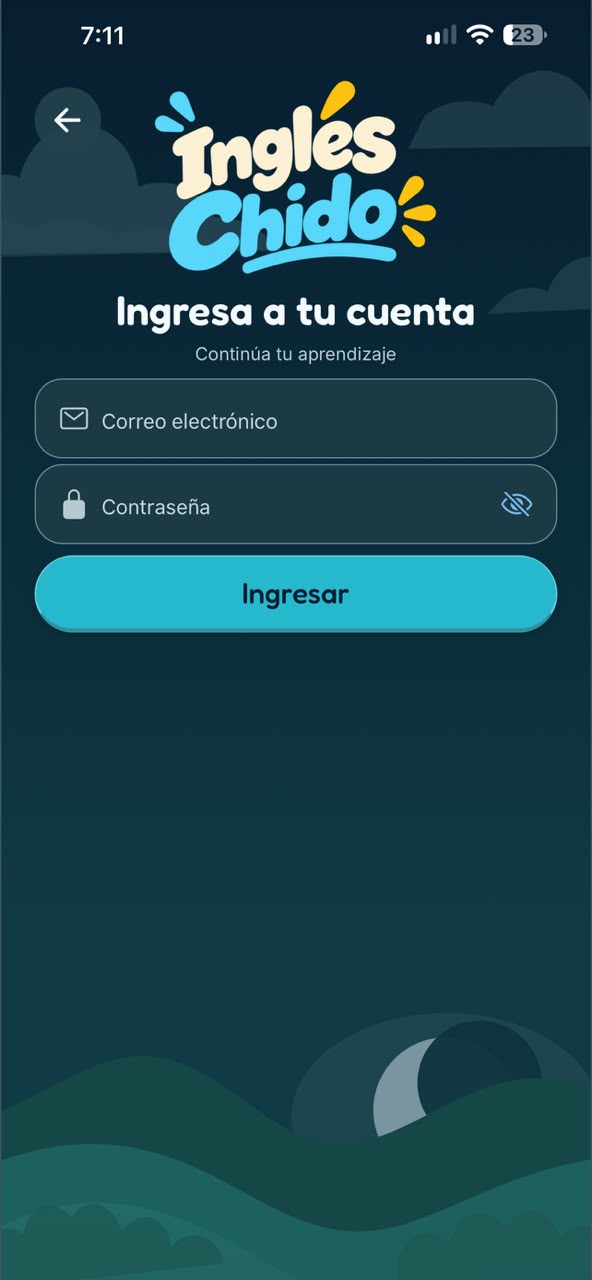 7:11
23
Inglés
Chido
Ingresa a tu cuenta
Continúa tu aprendizaje
Correo electrónico
Contraseña
Ingresar